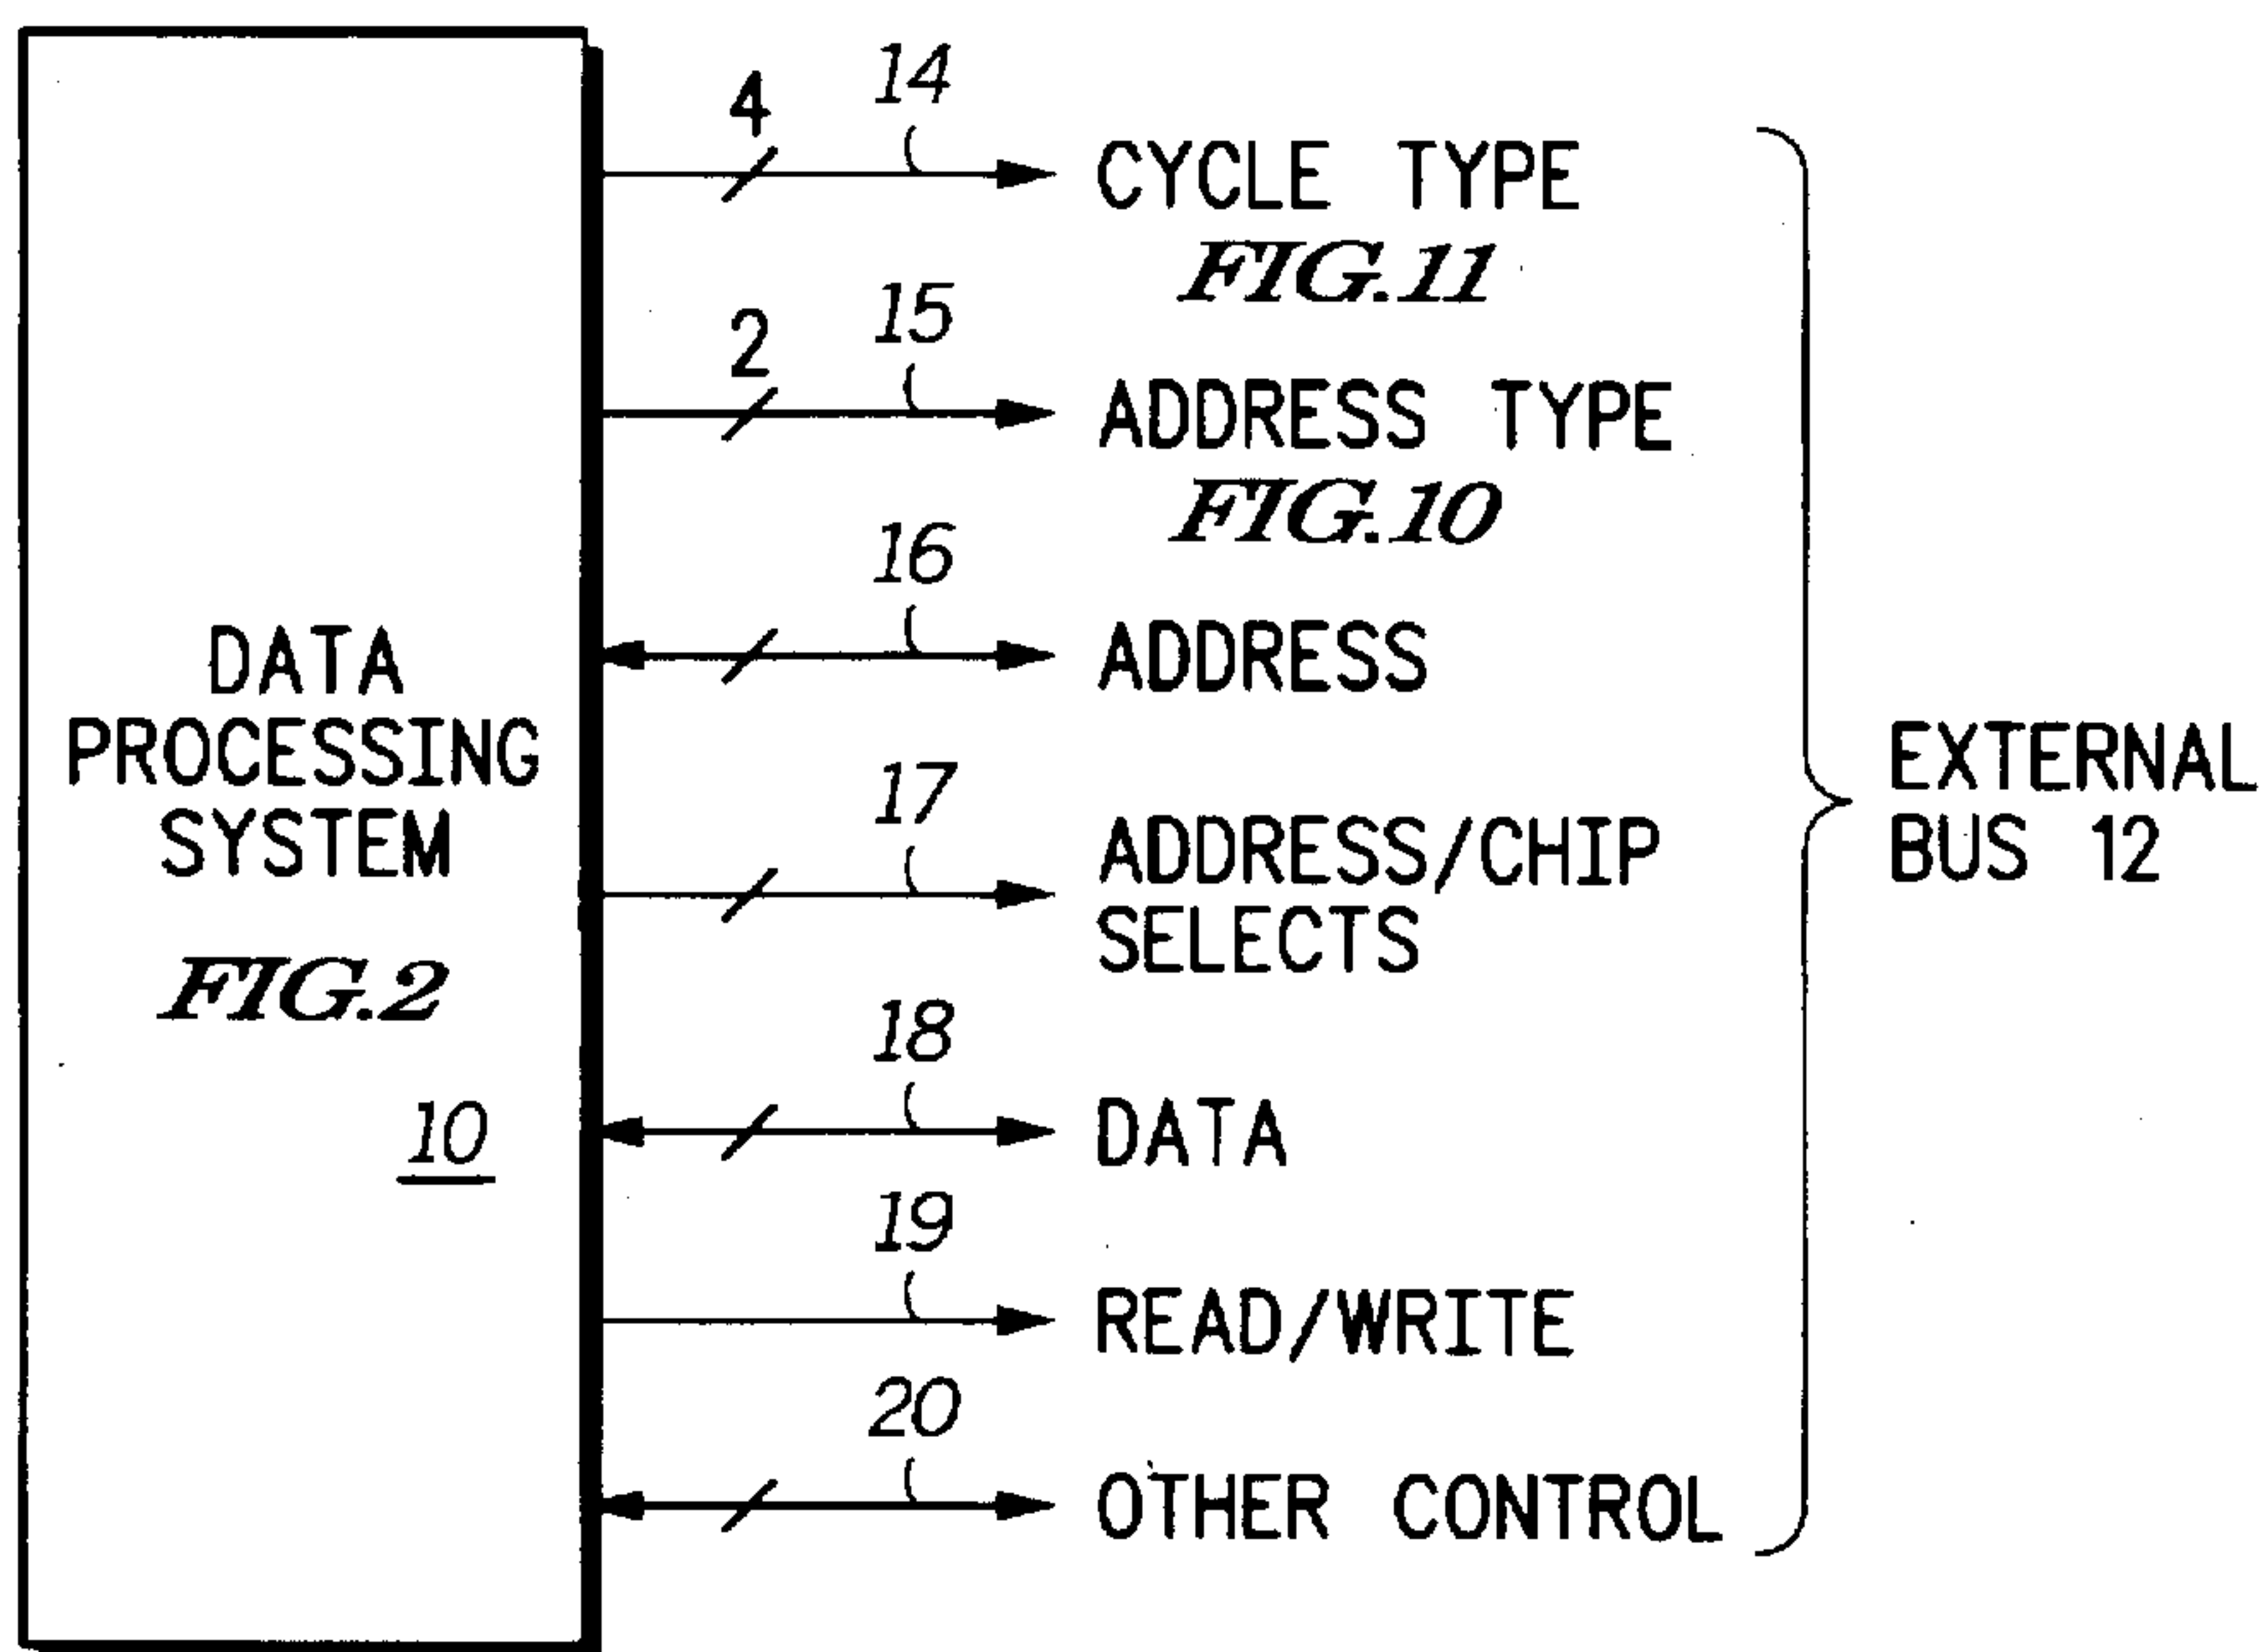 DATA
PROCESSING
SYSTEM
FIG.2
10
4
14
CYCLE TYPE
FIG.11
2
15
ADDRESS TYPE
FIG.10
16
ADDRESS
17
ADDRESS/CHIP
SELECTS
18
DATA
19
READ/WRITE
20
OTHER CONTROL
EXTERNAL
BUS 12